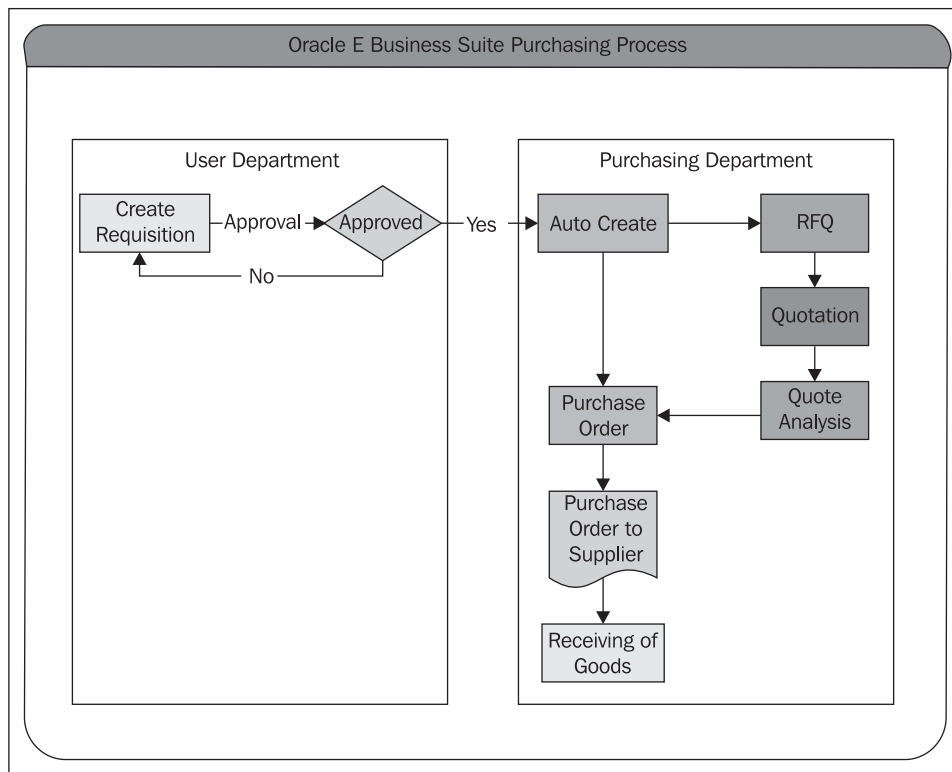 Oracle E Business Suite Purchasing Process
User Department
Create
Requisition
Approval
Approved
No
Yes
Purchasing Department
Auto Create
RFQ
Quotation
Quote
Analysis
Purchase
Order
Purchase
Order to
Supplier
Receiving of
Goods